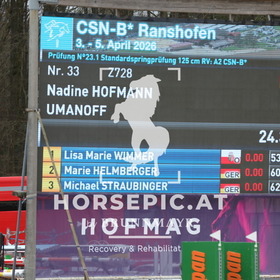 CSN-B* Ranshofen
3. - 5. April 2026
Prüfung N°23.1 Standardspringprüfung 125 cm RV: A2 CSN-B*
Nr. 33 Z728
Nadine HOFMANN
UMANOFF
24.
1 Lisa Marie WIMMER 0.00 53
2 Marie HELMBERGER GER 0.00 60
3 Michael STRAUBINGER GER 0.00 62
HORSEPIC.AT
HOFMAG
Recovery & Rehabilitat